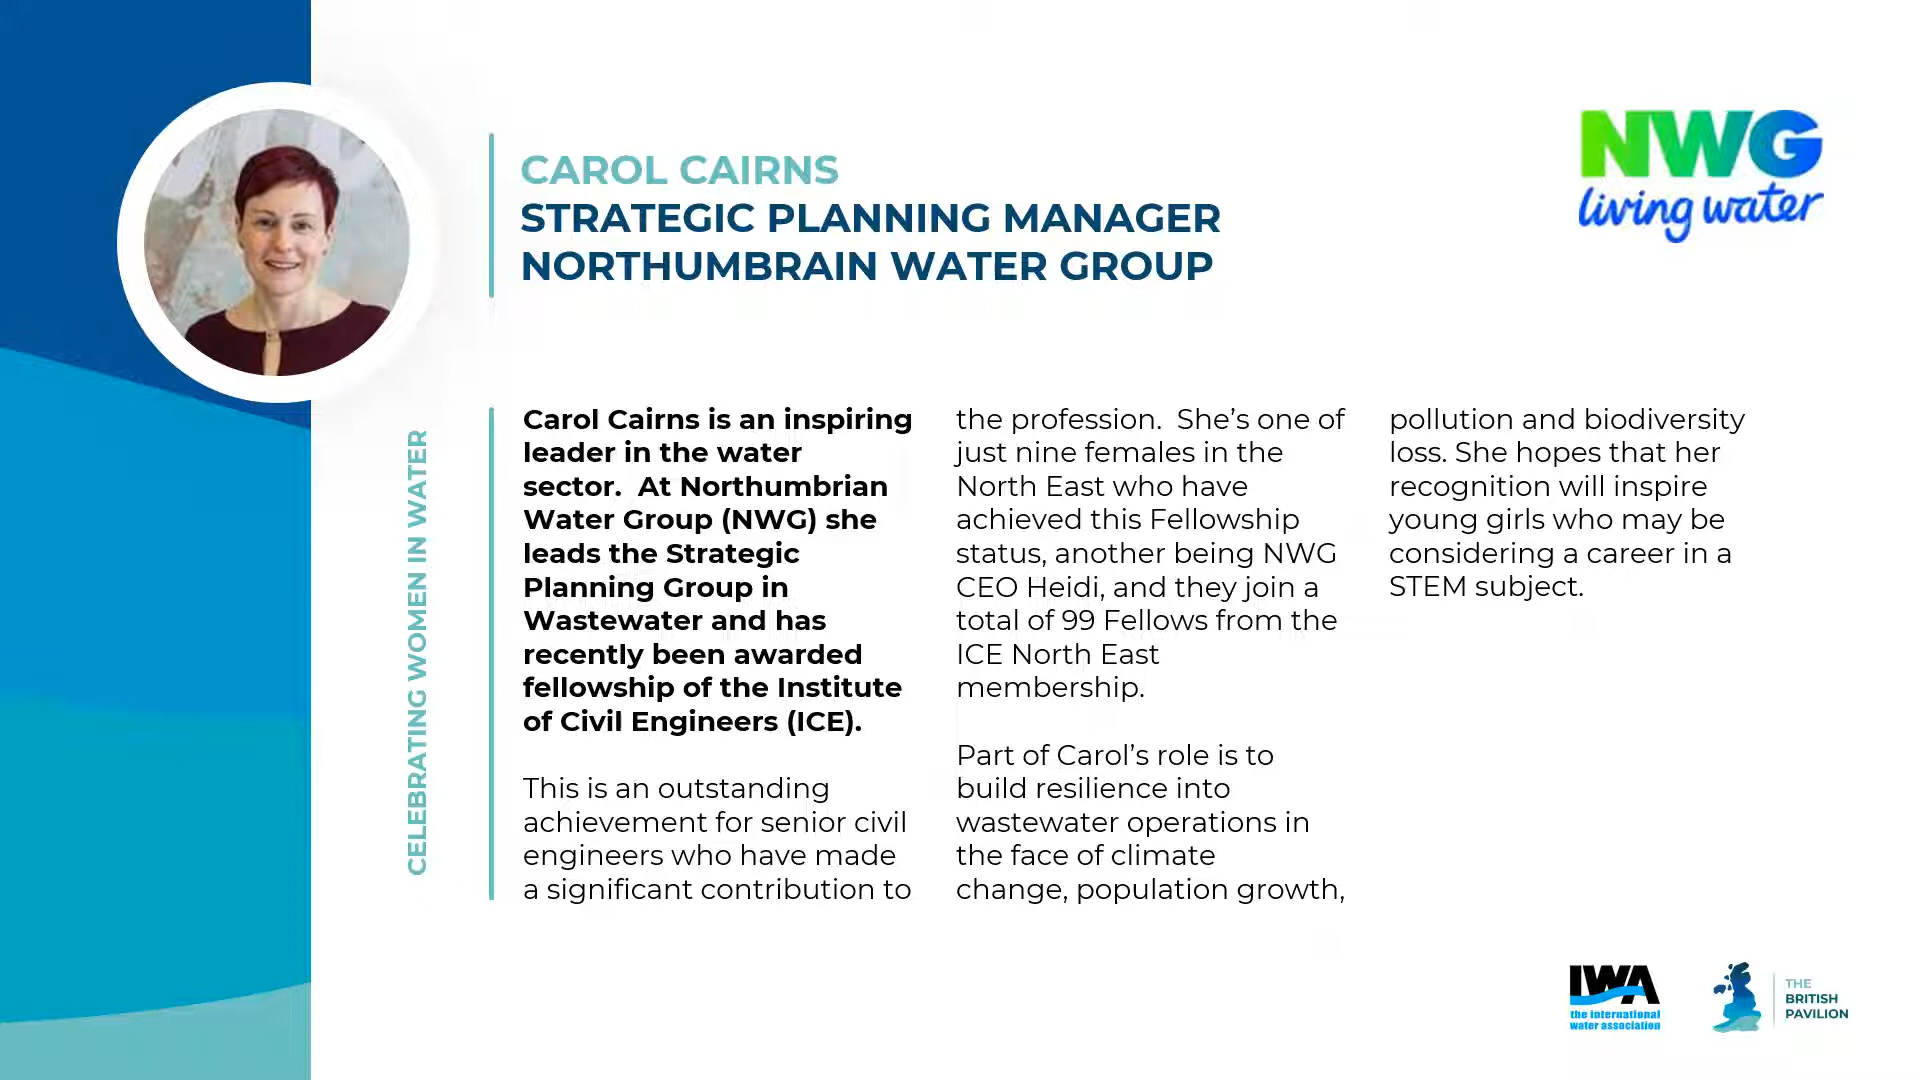 CAROL CAIRNS
STRATEGIC PLANNING MANAGER
NORTHUMBRAIN WATER GROUP
NWG
living water
CELEBRATING WOMEN IN WATER
Carol Cairns is an inspiring
leader in the water
sector.  At Northumbrian
Water Group (NWG) she
leads the Strategic
Planning Group in
Wastewater and has
recently been awarded
fellowship of the Institute
of Civil Engineers (ICE).
This is an outstanding
achievement for senior civil
engineers who have made
a significant contribution to
the profession.  She’s one of
just nine females in the
North East who have
achieved this Fellowship
status, another being NWG
CEO Heidi, and they join a
total of 99 Fellows from the
ICE North East
membership.
Part of Carol’s role is to
build resilience into
wastewater operations in
the face of climate
change, population growth,
pollution and biodiversity
loss. She hopes that her
recognition will inspire
young girls who may be
considering a career in a
STEM subject.
IWA
the international
water association
THE
BRITISH
PAVILION